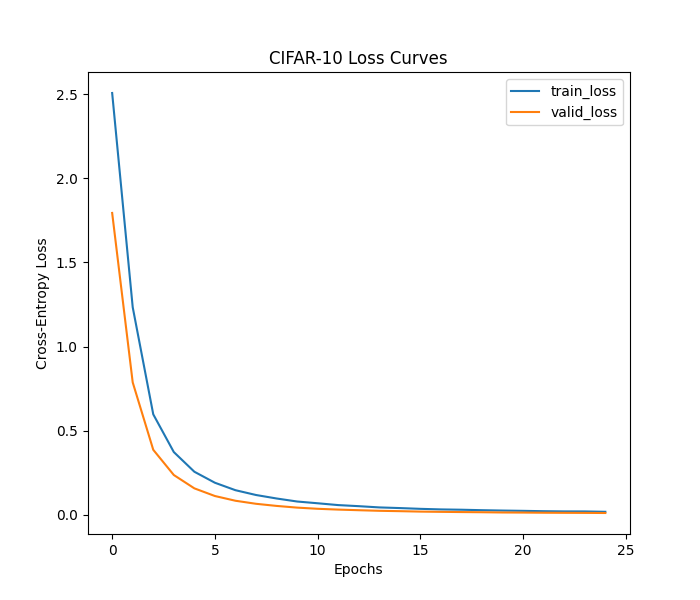 CIFAR-10 Loss Curves
train_loss
valid_loss
2.5
2.0
1.5
1.0
0.5
0.0
Cross-Entropy Loss
0 5 10 15 20 25
Epochs